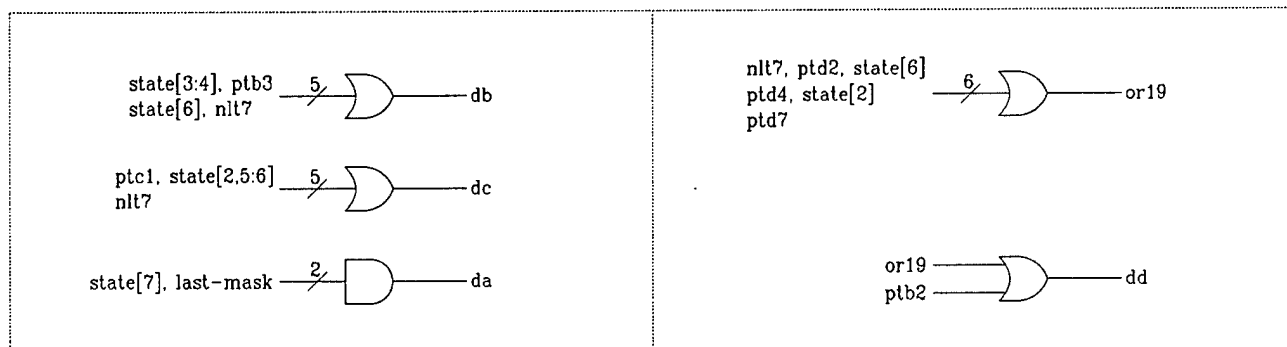 state[3:4], ptb3
state[6], nlt7
5
db
ptc1, state[2,5:6]
nlt7
5
dc
state[7], last-mask
2
da
nlt7, ptd2, state[6]
ptd4, state[2]
ptd7
6
or19
or19
ptb2
dd